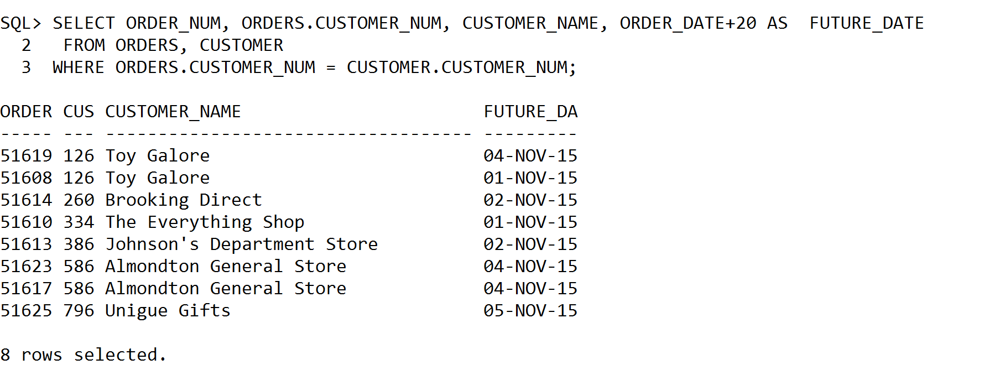 SQL> SELECT ORDER_NUM, ORDERS.CUSTOMER_NUM, CUSTOMER_NAME, ORDER_DATE+20 AS  FUTURE_DATE
  2   FROM ORDERS, CUSTOMER
  3  WHERE ORDERS.CUSTOMER_NUM = CUSTOMER.CUSTOMER_NUM;
ORDER CUS CUSTOMER_NAME                       FUTURE_DA
----- --- ----------------------------------- ---------
51619 126 Toy Galore                          04-NOV-15
51608 126 Toy Galore                          01-NOV-15
51614 260 Brooking Direct                     02-NOV-15
51610 334 The Everything Shop                 01-NOV-15
51613 386 Johnson's Department Store          02-NOV-15
51623 586 Almondton General Store             04-NOV-15
51617 586 Almondton General Store             04-NOV-15
51625 796 Unigue Gifts                        05-NOV-15
8 rows selected.